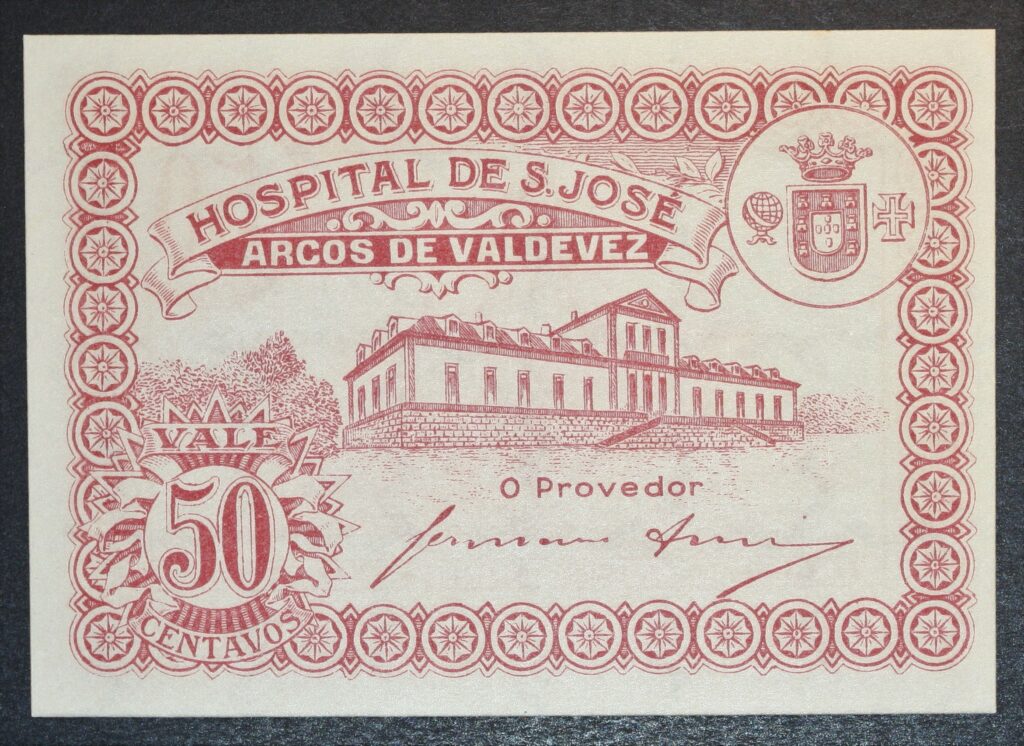 HOSPITAL DE S. JOSÉ
ARCOS DE VALDEVEZ
VALE
50
CENTAVOS
O Provedor